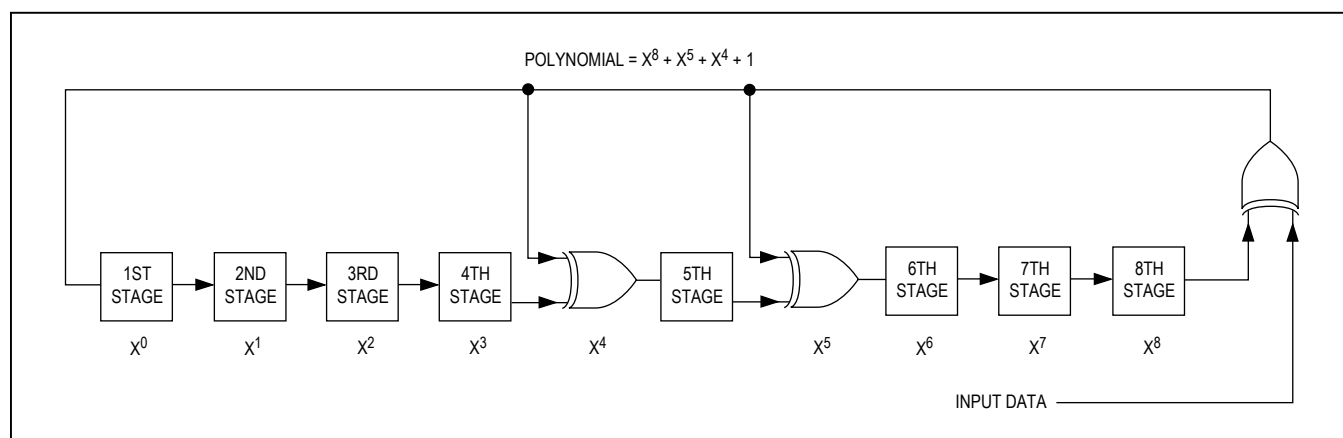 POLYNOMIAL = X⁸ + X⁵ + X⁴ + 1
1ST
STAGE
2ND
STAGE
3RD
STAGE
4TH
STAGE
5TH
STAGE
6TH
STAGE
7TH
STAGE
8TH
STAGE
X⁰ X¹ X² X³ X⁴ X⁵ X⁶ X⁷ X⁸
INPUT DATA